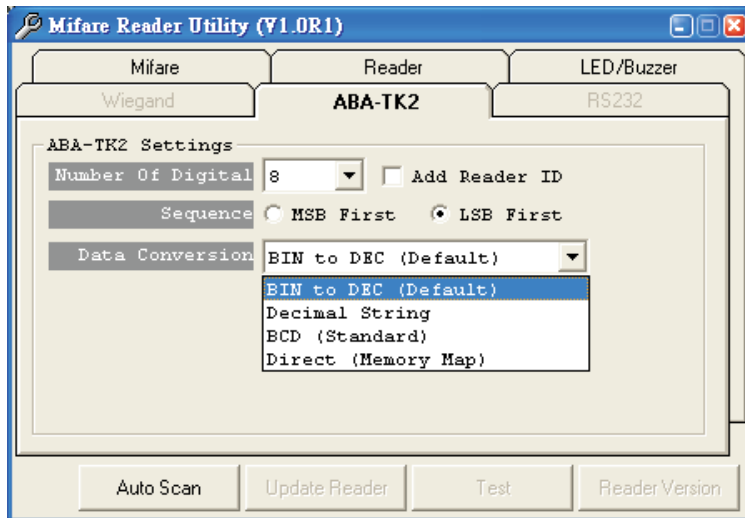 Mifare Reader Utility (V1.0R1)
Mifare Reader LED/Buzzer
Wiegand ABA-TK2 RS232
ABA-TK2 Settings
Number Of Digital 8 Add Reader ID
Sequence MSB First LSB First
Data Conversion BIN to DEC (Default)
BIN to DEC (Default)
Decimal String
BCD (Standard)
Direct (Memory Map)
Auto Scan Update Reader Test Reader Version